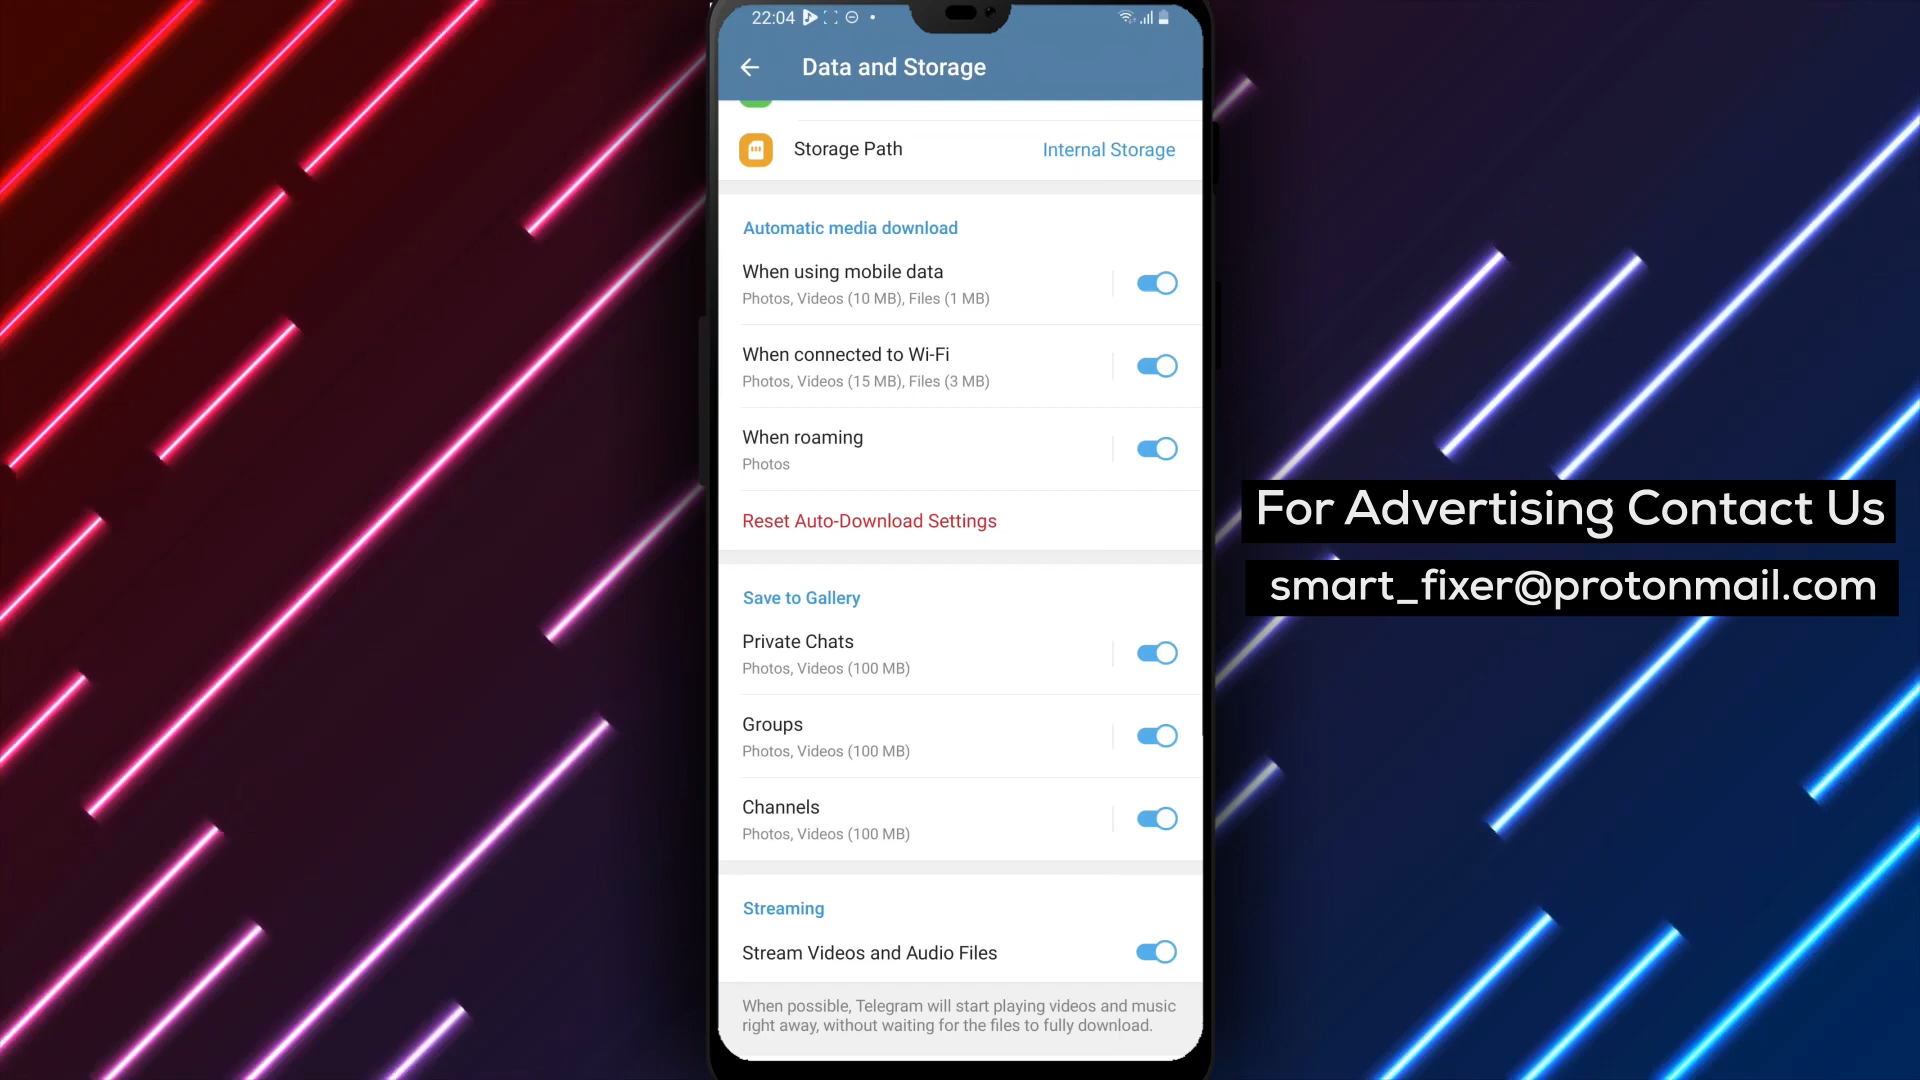 22:04
Data and Storage
Storage Path
Internal Storage
Automatic media download
When using mobile data
Photos, Videos (10 MB), Files (1 MB)
When connected to Wi-Fi
Photos, Videos (15 MB), Files (3 MB)
When roaming
Photos
Reset Auto-Download Settings
Save to Gallery
Private Chats
Photos, Videos (100 MB)
Groups
Photos, Videos (100 MB)
Channels
Photos, Videos (100 MB)
Streaming
Stream Videos and Audio Files
When possible, Telegram will start playing videos and music
right away, without waiting for the files to fully download.
For Advertising Contact Us
smart_fixer@protonmail.com